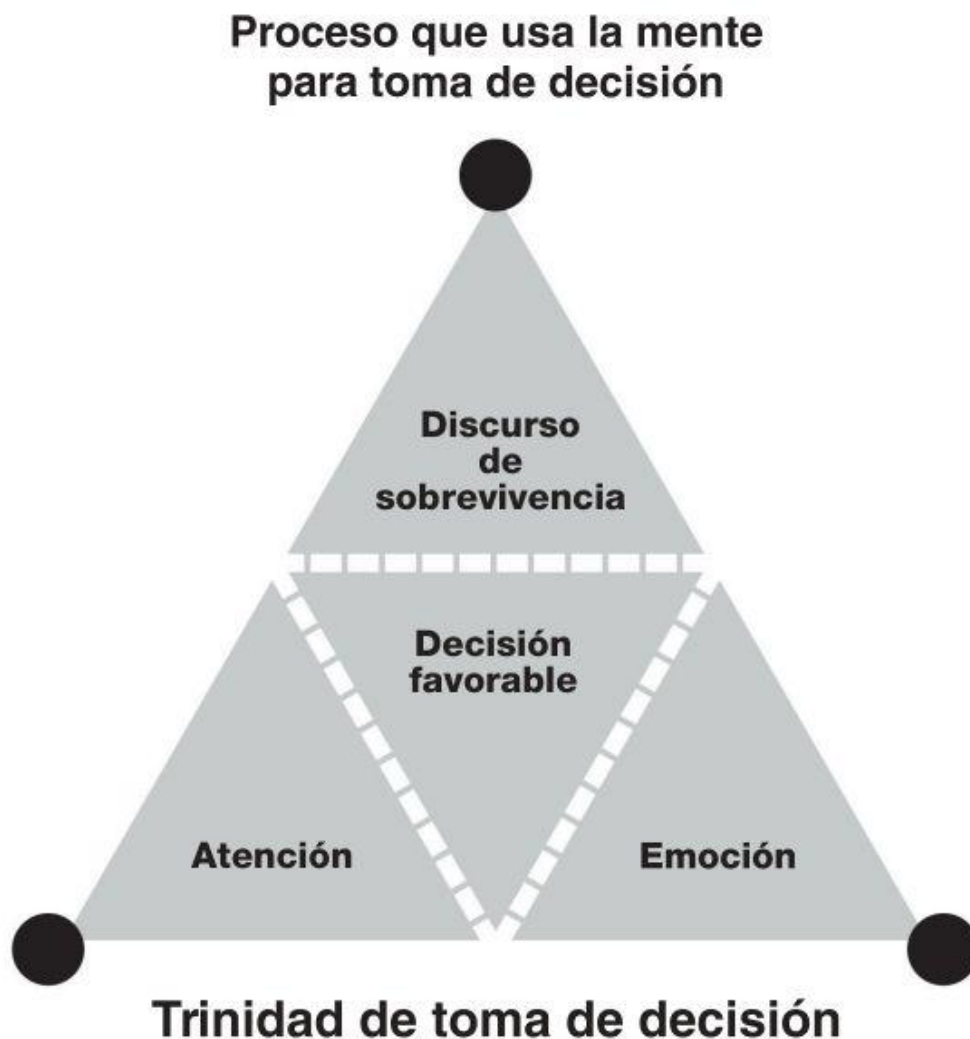 Proceso que usa la mente
para toma de decisión
Discurso
de
sobrevivencia
Decisión
favorable
Atención
Emoción
Trinidad de toma de decisión